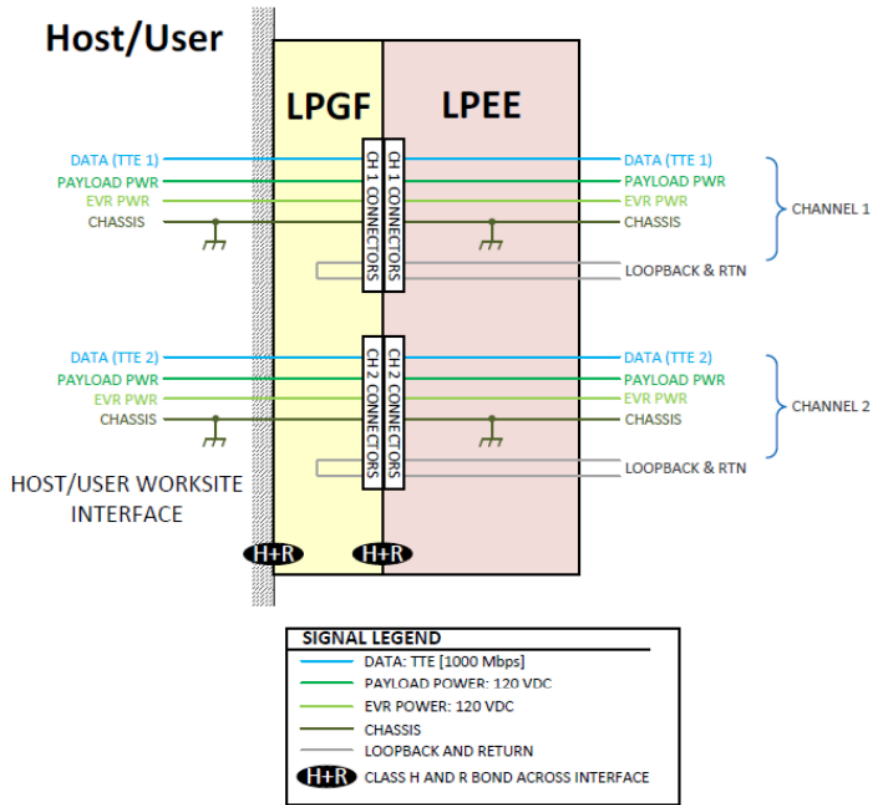 Host/User
LPGF
LPEE
DATA (TTE 1)
PAYLOAD PWR
EVR PWR
CHASSIS
CH 1 CONNECTORS
CH 1 CONNECTORS
DATA (TTE 1)
PAYLOAD PWR
EVR PWR
CHASSIS
LOOPBACK & RTN
CHANNEL 1
DATA (TTE 2)
PAYLOAD PWR
EVR PWR
CHASSIS
CH 2 CONNECTORS
CH 2 CONNECTORS
DATA (TTE 2)
PAYLOAD PWR
EVR PWR
CHASSIS
LOOPBACK & RTN
CHANNEL 2
HOST/USER WORKSITE
INTERFACE
H+R
H+R
SIGNAL LEGEND
DATA: TTE [1000 Mbps]
PAYLOAD POWER: 120 VDC
EVR POWER: 120 VDC
CHASSIS
LOOPBACK AND RETURN
H+R CLASS H AND R BOND ACROSS INTERFACE